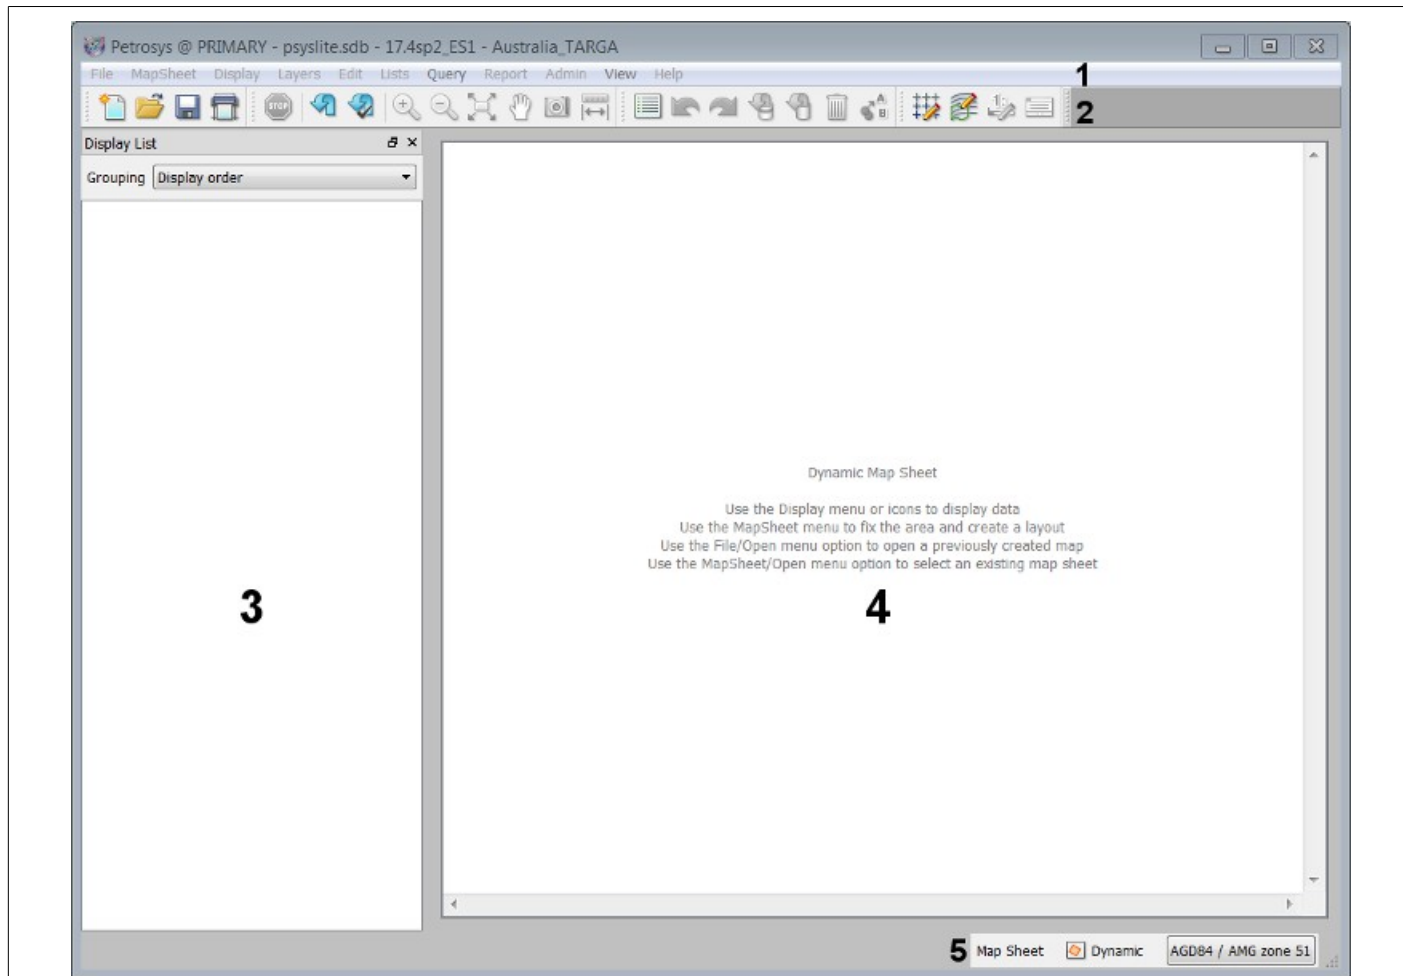 Petrosys @ PRIMARY - psyslite.sdb - 17.4sp2_ES1 - Australia_TARGA
File MapSheet Display Layers Edit Lists Query Report Admin View Help
1
STOP
A
B
1
2
Display List
Grouping Display order
Dynamic Map Sheet
Use the Display menu or icons to display data
Use the MapSheet menu to fix the area and create a layout
Use the File/Open menu option to open a previously created map
Use the MapSheet/Open menu option to select an existing map sheet
3
4
5 Map Sheet Dynamic AGD84 / AMG zone 51